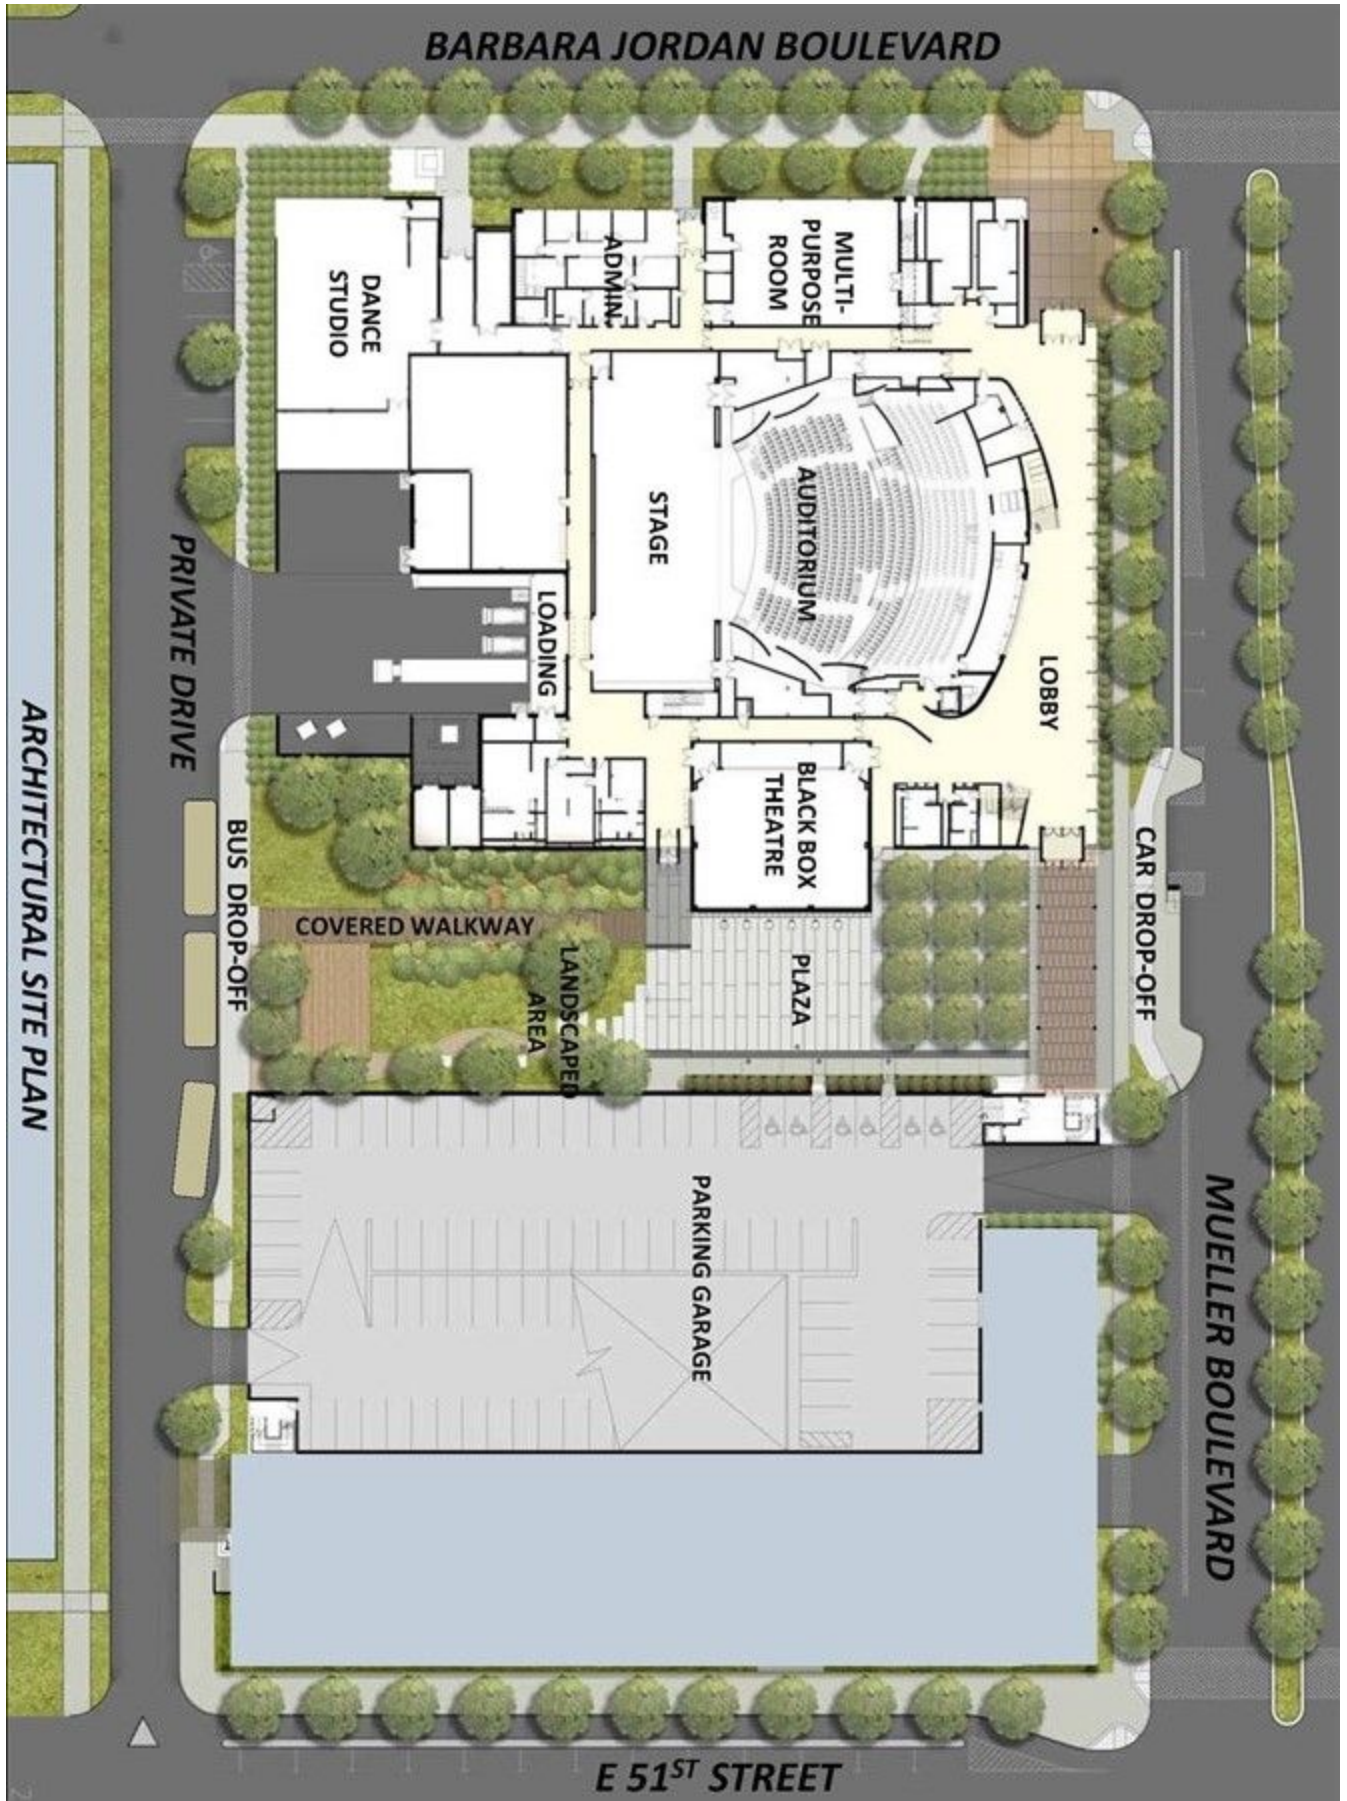 BARBARA JORDAN BOULEVARD
DANCE
STUDIO
ADMIN.
MULTI-
PURPOSE
ROOM
STAGE
AUDITORIUM
LOBBY
LOADING
PRIVATE DRIVE
ARCHITECTURAL SITE PLAN
BLACK BOX
THEATRE
BUS DROP-OFF
CAR DROP-OFF
COVERED WALKWAY
LANDSCAPED
AREA
PLAZA
PARKING GARAGE
MUELLER BOULEVARD
E 51ST STREET
2